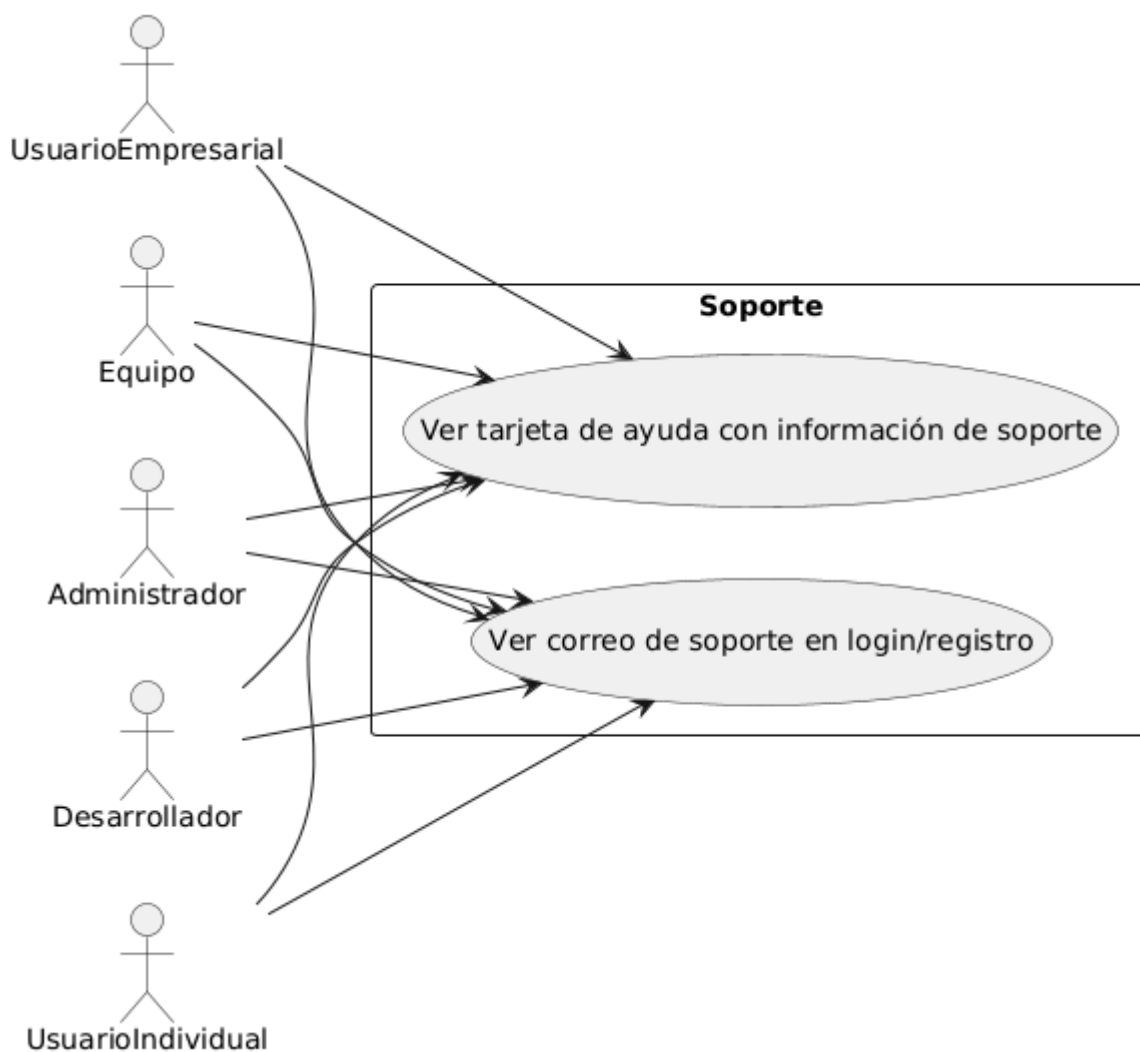 UsuarioEmpresarial
Equipo
Soporte
Ver tarjeta de ayuda con información de soporte
Administrador
Ver correo de soporte en login/registro
Desarrollador
UsuarioIndividual